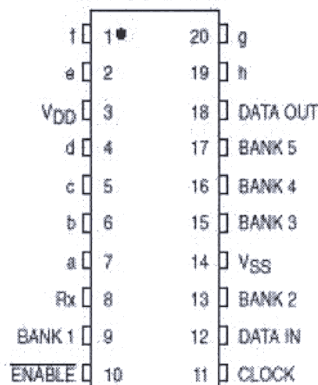 f 1 20 g
e 2 19 h
VDD 3 18 DATA OUT
d 4 17 BANK 5
c 5 16 BANK 4
b 6 15 BANK 3
a 7 14 VSS
Rx 8 13 BANK 2
BANK 1 9 12 DATA IN
ENABLE 10 11 CLOCK